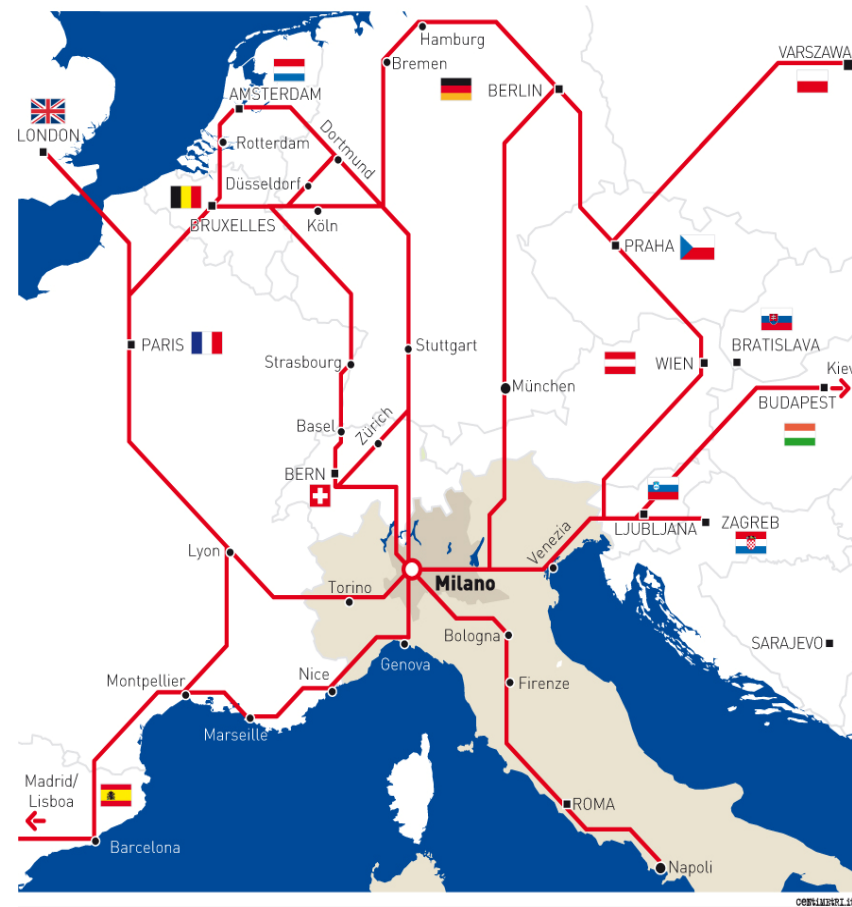 Hamburg
VARSZAWA
Bremen
BERLIN
AMSTERDAM
LONDON
Rotterdam
Dortmund
Düsseldorf
BRUXELLES
Köln
PRAHA
PARIS
Stuttgart
BRATISLAVA
Strasbourg
WIEN
Kiev
München
BUDAPEST
Basel
Zürich
BERN
LJUBLJANA
ZAGREB
Lyon
Venezia
Milano
Torino
Bologna
Genova
SARAJEVO
Nice
Montpellier
Firenze
Marseille
Madrid/
Lisboa
ROMA
Barcelona
Napoli
CENTIMETRI.it